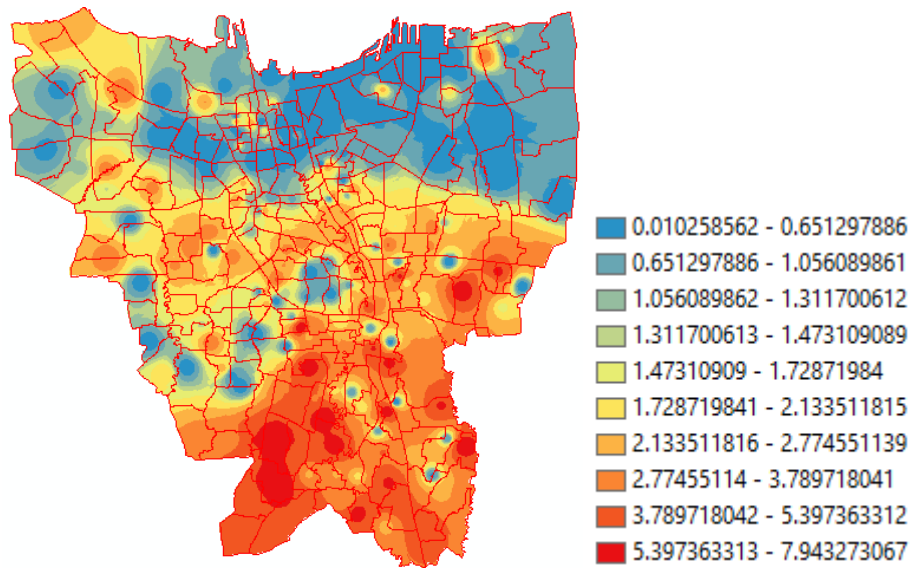 0.010258562 - 0.651297886
0.651297886 - 1.056089861
1.056089862 - 1.311700612
1.311700613 - 1.473109089
1.47310909 - 1.72871984
1.728719841 - 2.133511815
2.133511816 - 2.774551139
2.77455114 - 3.789718041
3.789718042 - 5.397363312
5.397363313 - 7.943273067